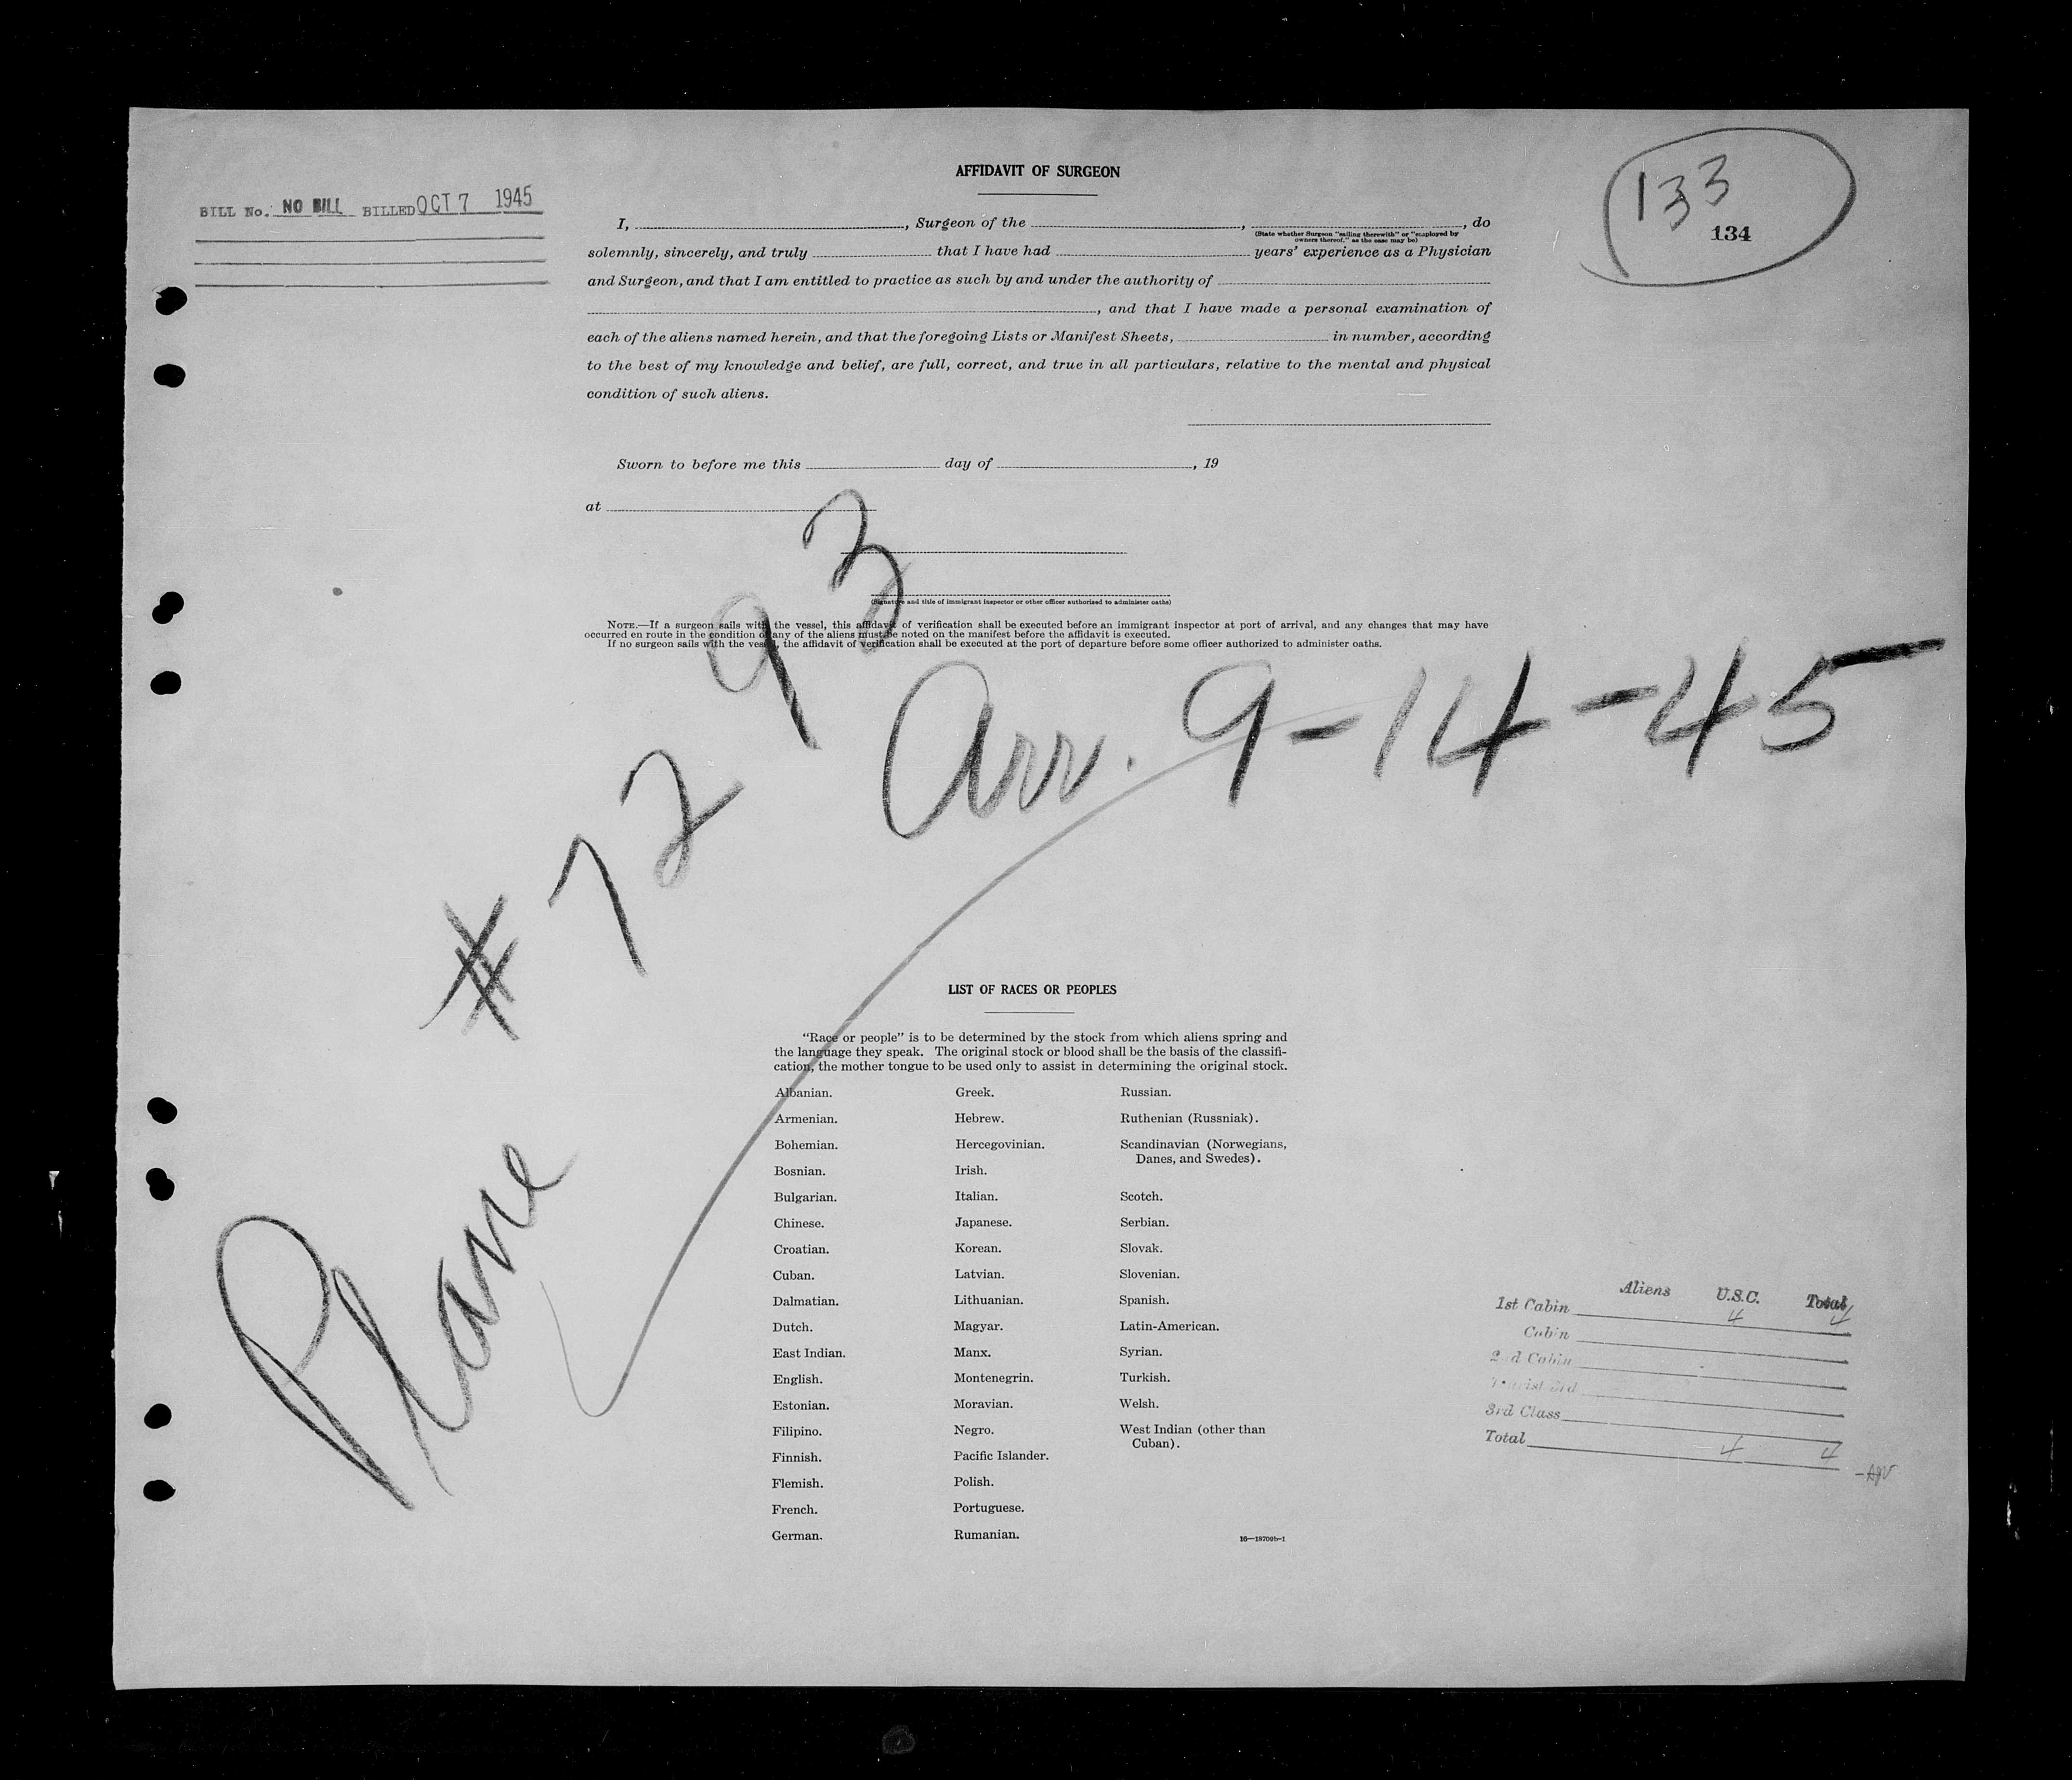 AFFIDAVIT OF SURGEON
BILL No. NO BILL BILLED OCT 7 1945
133
134
I, ........, Surgeon of the ........, ........, do
(State whether Surgeon "sailing therewith" or "employed by
owners thereof," as the case may be)
solemnly, sincerely, and truly ........ that I have had ........ years' experience as a Physician
and Surgeon, and that I am entitled to practice as such by and under the authority of ........
........, and that I have made a personal examination of
each of the aliens named herein, and that the foregoing Lists or Manifest Sheets, ........ in number, according
to the best of my knowledge and belief, are full, correct, and true in all particulars, relative to the mental and physical
condition of such aliens.
Sworn to before me this ........ day of ........, 19
at ........
(Signature and title of immigrant inspector or other officer authorized to administer oaths)
NOTE.—If a surgeon sails with the vessel, this affidavit of verification shall be executed before an immigrant inspector at port of arrival, and any changes that may have
occurred en route in the condition of any of the aliens must be noted on the manifest before the affidavit is executed.
If no surgeon sails with the vessel, the affidavit of verification shall be executed at the port of departure before some officer authorized to administer oaths.
Plane # 7293
Arr. 9-14-45
LIST OF RACES OR PEOPLES
"Race or people" is to be determined by the stock from which aliens spring and
the language they speak. The original stock or blood shall be the basis of the classifi-
cation, the mother tongue to be used only to assist in determining the original stock.
Albanian.
Armenian.
Bohemian.
Bosnian.
Bulgarian.
Chinese.
Croatian.
Cuban.
Dalmatian.
Dutch.
East Indian.
English.
Estonian.
Filipino.
Finnish.
Flemish.
French.
German.
Greek.
Hebrew.
Hercegovinian.
Irish.
Italian.
Japanese.
Korean.
Latvian.
Lithuanian.
Magyar.
Manx.
Montenegrin.
Moravian.
Negro.
Pacific Islander.
Polish.
Portuguese.
Rumanian.
Russian.
Ruthenian (Russniak).
Scandinavian (Norwegians,
Danes, and Swedes).
Scotch.
Serbian.
Slovak.
Slovenian.
Spanish.
Latin-American.
Syrian.
Turkish.
Welsh.
West Indian (other than
Cuban).
Aliens U.S.C. Total
1st Cabin 4 4
Cabin
2nd Cabin
Tourist 3rd
3rd Class
Total 4 4